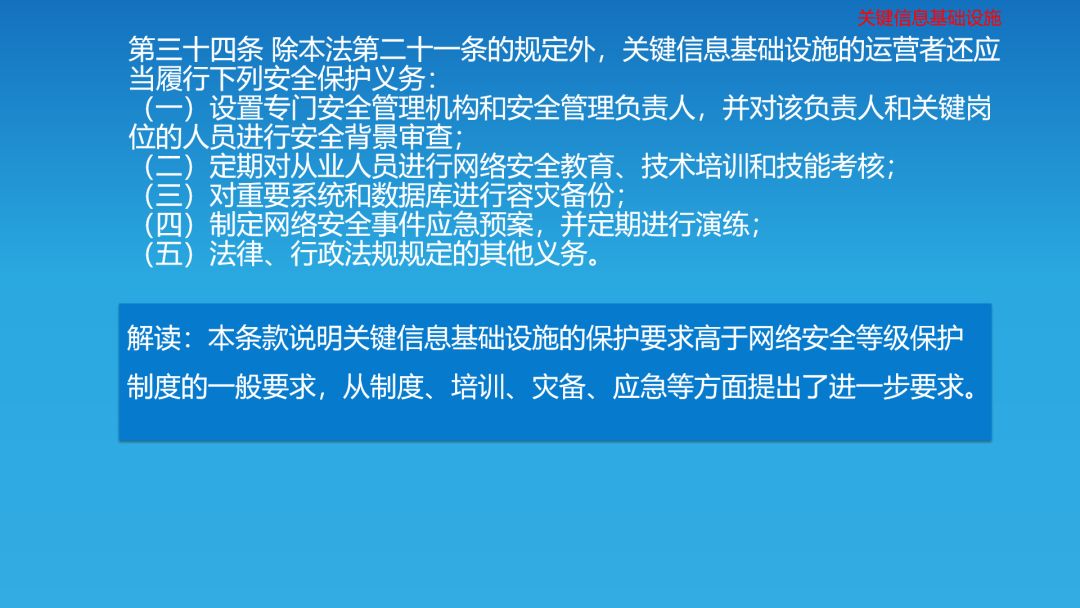 关键信息基础设施
第三十四条 除本法第二十一条的规定外，关键信息基础设施的运营者还应
当履行下列安全保护义务：
（一）设置专门安全管理机构和安全管理负责人，并对该负责人和关键岗
位的人员进行安全背景审查；
（二）定期对从业人员进行网络安全教育、技术培训和技能考核；
（三）对重要系统和数据库进行容灾备份；
（四）制定网络安全事件应急预案，并定期进行演练；
（五）法律、行政法规规定的其他义务。
解读：本条款说明关键信息基础设施的保护要求高于网络安全等级保护
制度的一般要求，从制度、培训、灾备、应急等方面提出了进一步要求。